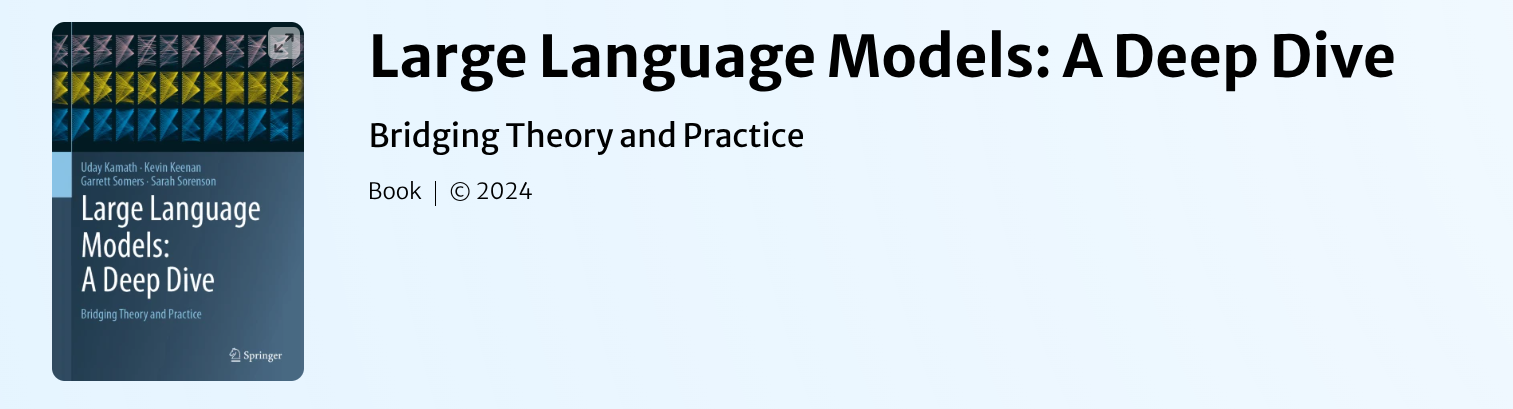 Uday Kamath · Kevin Keenan
Garrett Somers · Sarah Sorenson
Large Language
Models:
A Deep Dive
Bridging Theory and Practice
Springer
Large Language Models: A Deep Dive
Bridging Theory and Practice
Book | © 2024